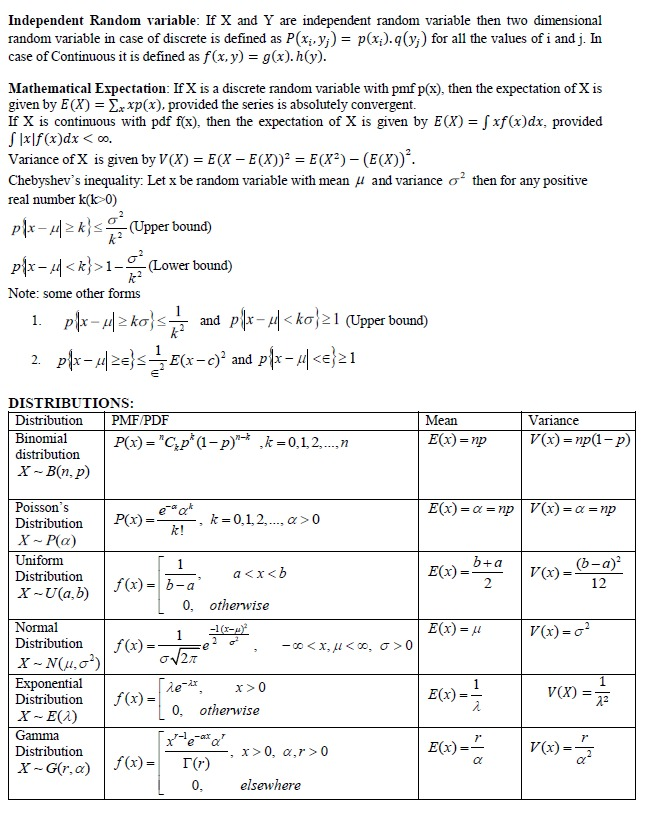 Independent Random variable: If X and Y are independent random variable then two dimensional
random variable in case of discrete is defined as P(xᵢ, yⱼ) = p(xᵢ). q(yⱼ) for all the values of i and j. In
case of Continuous it is defined as f(x, y) = g(x). h(y).
Mathematical Expectation: If X is a discrete random variable with pmf p(x), then the expectation of X is
given by E(X) = ∑ₓ xp(x), provided the series is absolutely convergent.
If X is continuous with pdf f(x), then the expectation of X is given by E(X) = ∫ xf(x)dx, provided
∫ |x|f(x)dx < ∞.
Variance of X is given by V(X) = E(X − E(X))² = E(X²) − (E(X))².
Chebyshev's inequality: Let x be random variable with mean μ and variance σ² then for any positive
real number k(k>0)
p{|x − μ| ≥ k} ≤ σ²/k² (Upper bound)
p{|x − μ| < k} > 1 − σ²/k² (Lower bound)
Note: some other forms
1. p{|x − μ| ≥ kσ} ≤ 1/k² and p{|x − μ| < kσ} ≥ 1 (Upper bound)
2. p{|x − μ| ≥ ∈} ≤ 1/∈² E(x − c)² and p{|x − μ| < ∈} ≥ 1
DISTRIBUTIONS:
Distribution PMF/PDF Mean Variance
Binomial
distribution
X ~ B(n, p)
P(x) = ⁿCₖ pᵏ (1 − p)ⁿ⁻ᵏ , k = 0,1,2,...,n
E(x) = np
V(x) = np(1 − p)
Poisson's
Distribution
X ~ P(α)
P(x) = e^(−α) αᵏ / k! , k = 0,1,2,..., α > 0
E(x) = α = np
V(x) = α = np
Uniform
Distribution
X ~ U(a, b)
f(x) = [ 1/(b − a), a < x < b
0, otherwise
E(x) = (b + a)/2
V(x) = (b − a)²/12
Normal
Distribution
X ~ N(μ, σ²)
f(x) = 1/(σ√2π) e^(−1/2 (x−μ)²/σ²) , −∞ < x, μ < ∞, σ > 0
E(x) = μ
V(x) = σ²
Exponential
Distribution
X ~ E(λ)
f(x) = [ λe^(−λx), x > 0
0, otherwise
E(x) = 1/λ
V(X) = 1/λ²
Gamma
Distribution
X ~ G(r, α)
f(x) = [ x^(r−1) e^(−αx) α^r / Γ(r) , x > 0, α, r > 0
0, elsewhere
E(x) = r/α
V(x) = r/α²